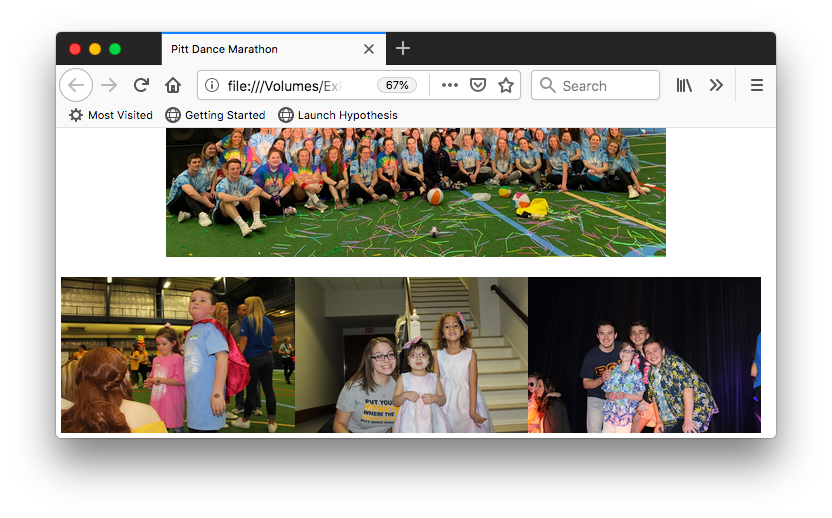 Pitt Dance Marathon
file:///Volumes/Ex
67%
Search
Most Visited
Getting Started
Launch Hypothesis
PUT YOU
WHERE THE
PITT DANCE MARA